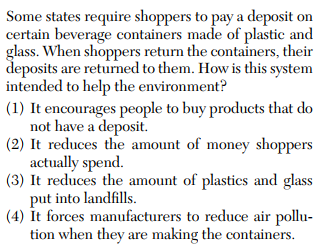 Some states require shoppers to pay a deposit on
certain beverage containers made of plastic and
glass. When shoppers return the containers, their
deposits are returned to them. How is this system
intended to help the environment?
(1) It encourages people to buy products that do
not have a deposit.
(2) It reduces the amount of money shoppers
actually spend.
(3) It reduces the amount of plastics and glass
put into landfills.
(4) It forces manufacturers to reduce air pollu-
tion when they are making the containers.